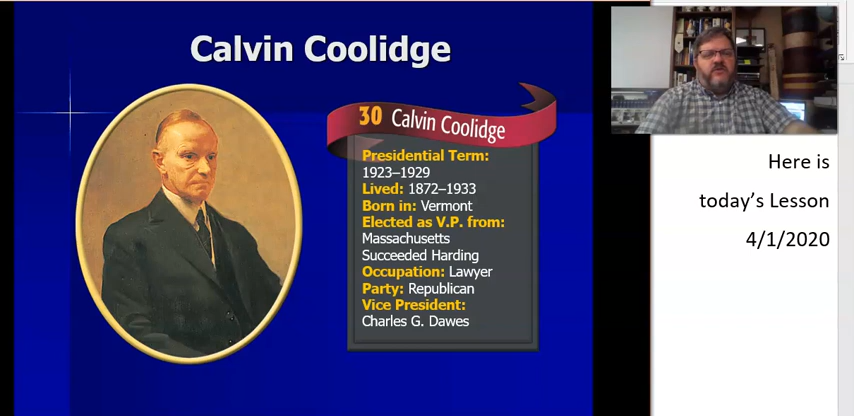 Calvin Coolidge
30 Calvin Coolidge
Presidential Term:
1923–1929
Lived: 1872–1933
Born in: Vermont
Elected as V.P. from:
Massachusetts
Succeeded Harding
Occupation: Lawyer
Party: Republican
Vice President:
Charles G. Dawes
Here is
today's Lesson
4/1/2020